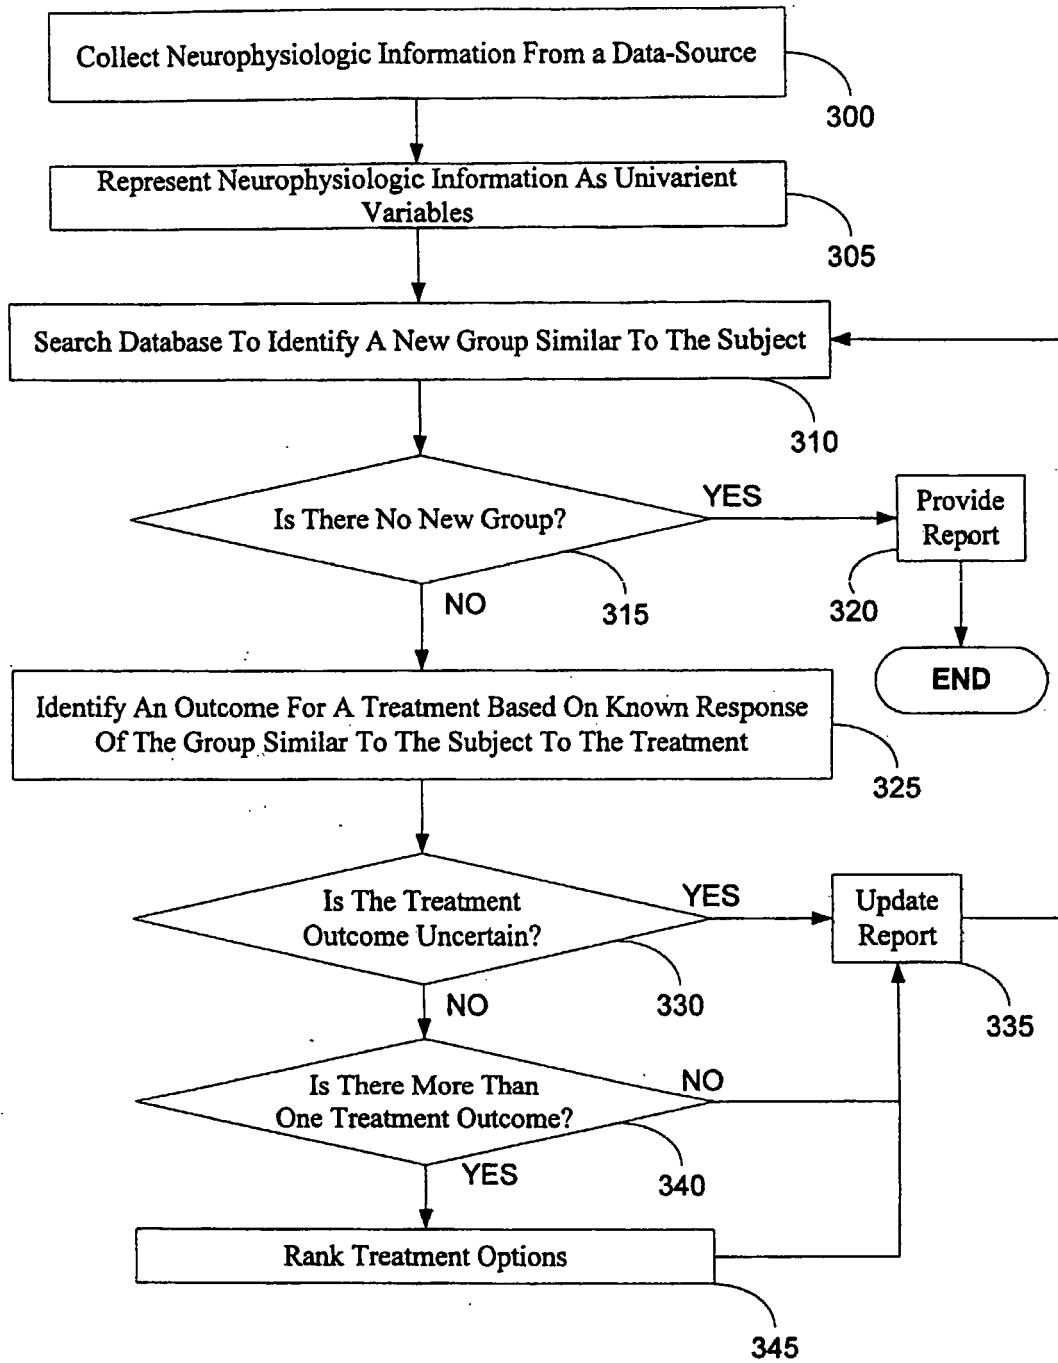 Collect Neurophysiologic Information From a Data-Source
300
Represent Neurophysiologic Information As Univarient
Variables
305
Search Database To Identify A New Group Similar To The Subject
310
Is There No New Group?
YES
Provide
Report
315
320
NO
END
Identify An Outcome For A Treatment Based On Known Response
Of The Group Similar To The Subject To The Treatment
325
Is The Treatment
Outcome Uncertain?
YES
Update
Report
330
335
NO
Is There More Than
One Treatment Outcome?
NO
340
YES
Rank Treatment Options
345